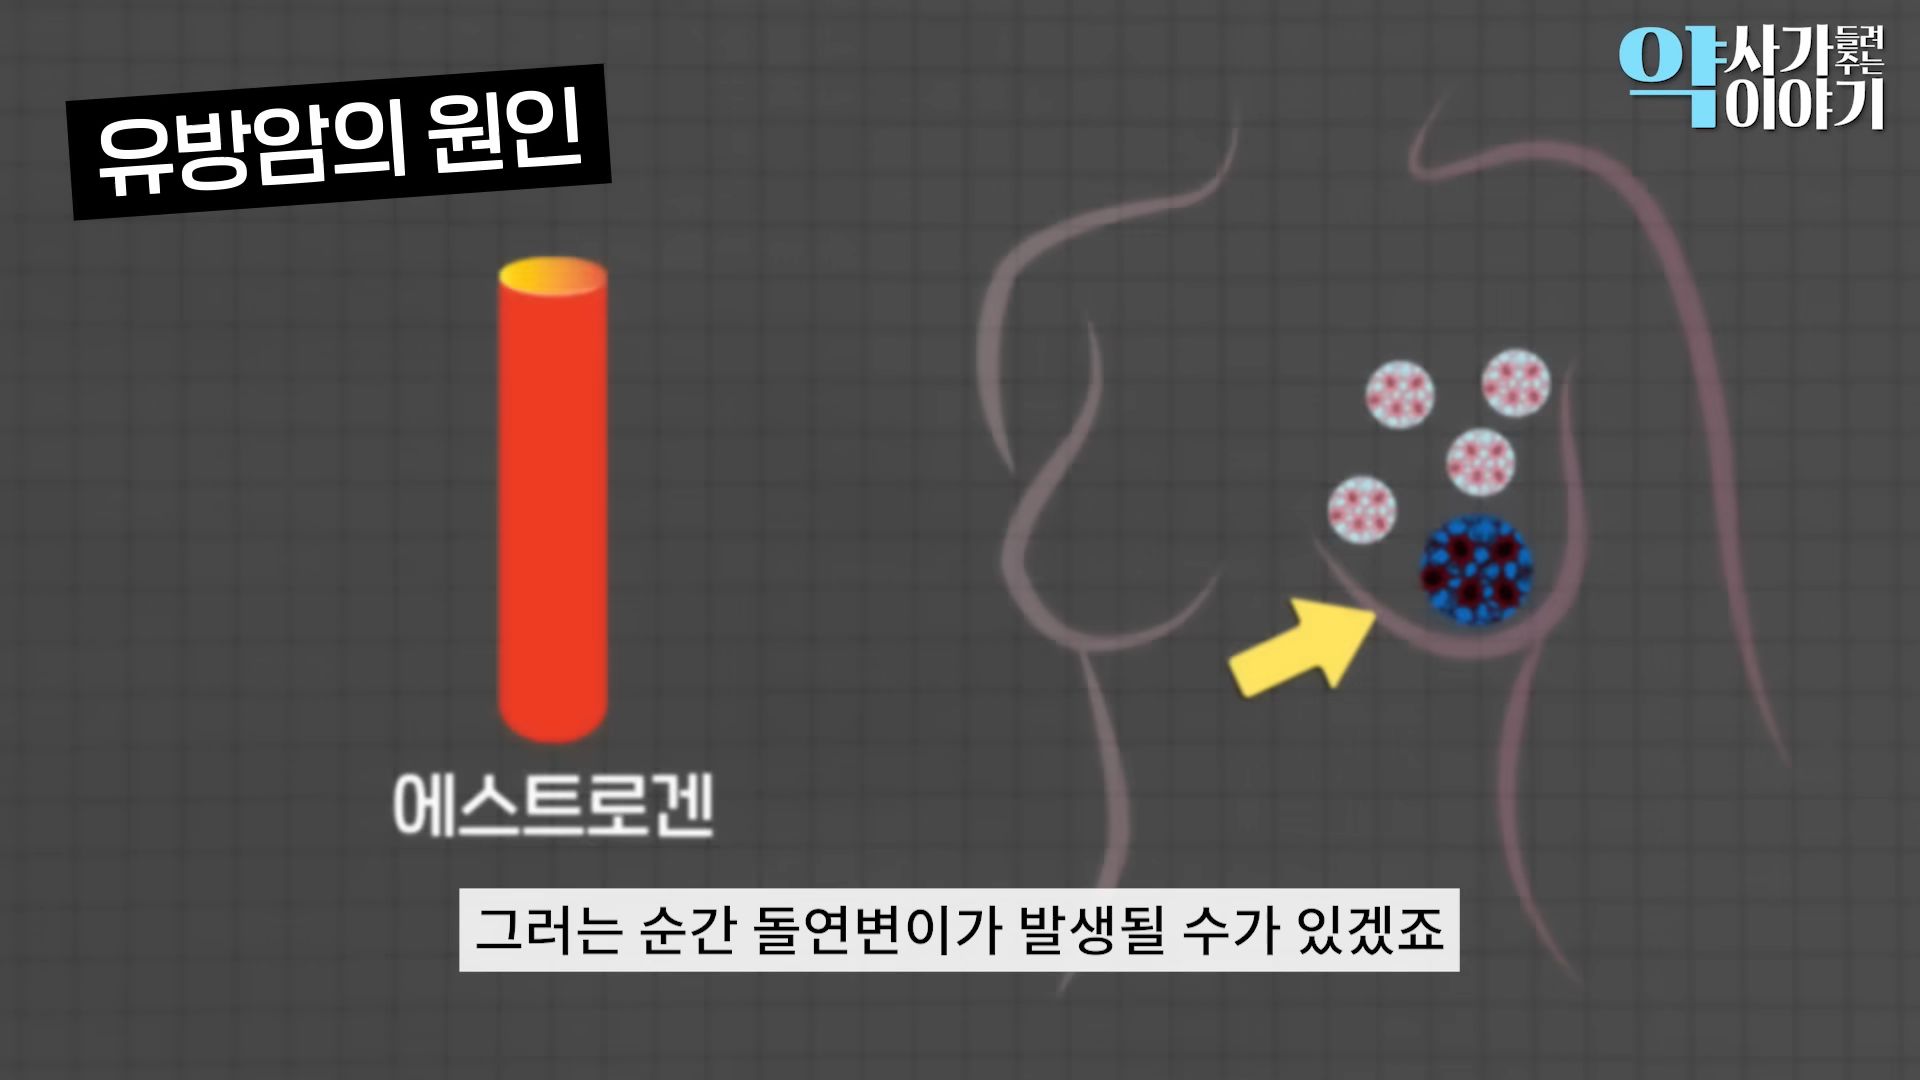 유방암의 원인
약사가 들려주는
이야기
에스트로겐
그러는 순간 돌연변이가 발생될 수가 있겠죠